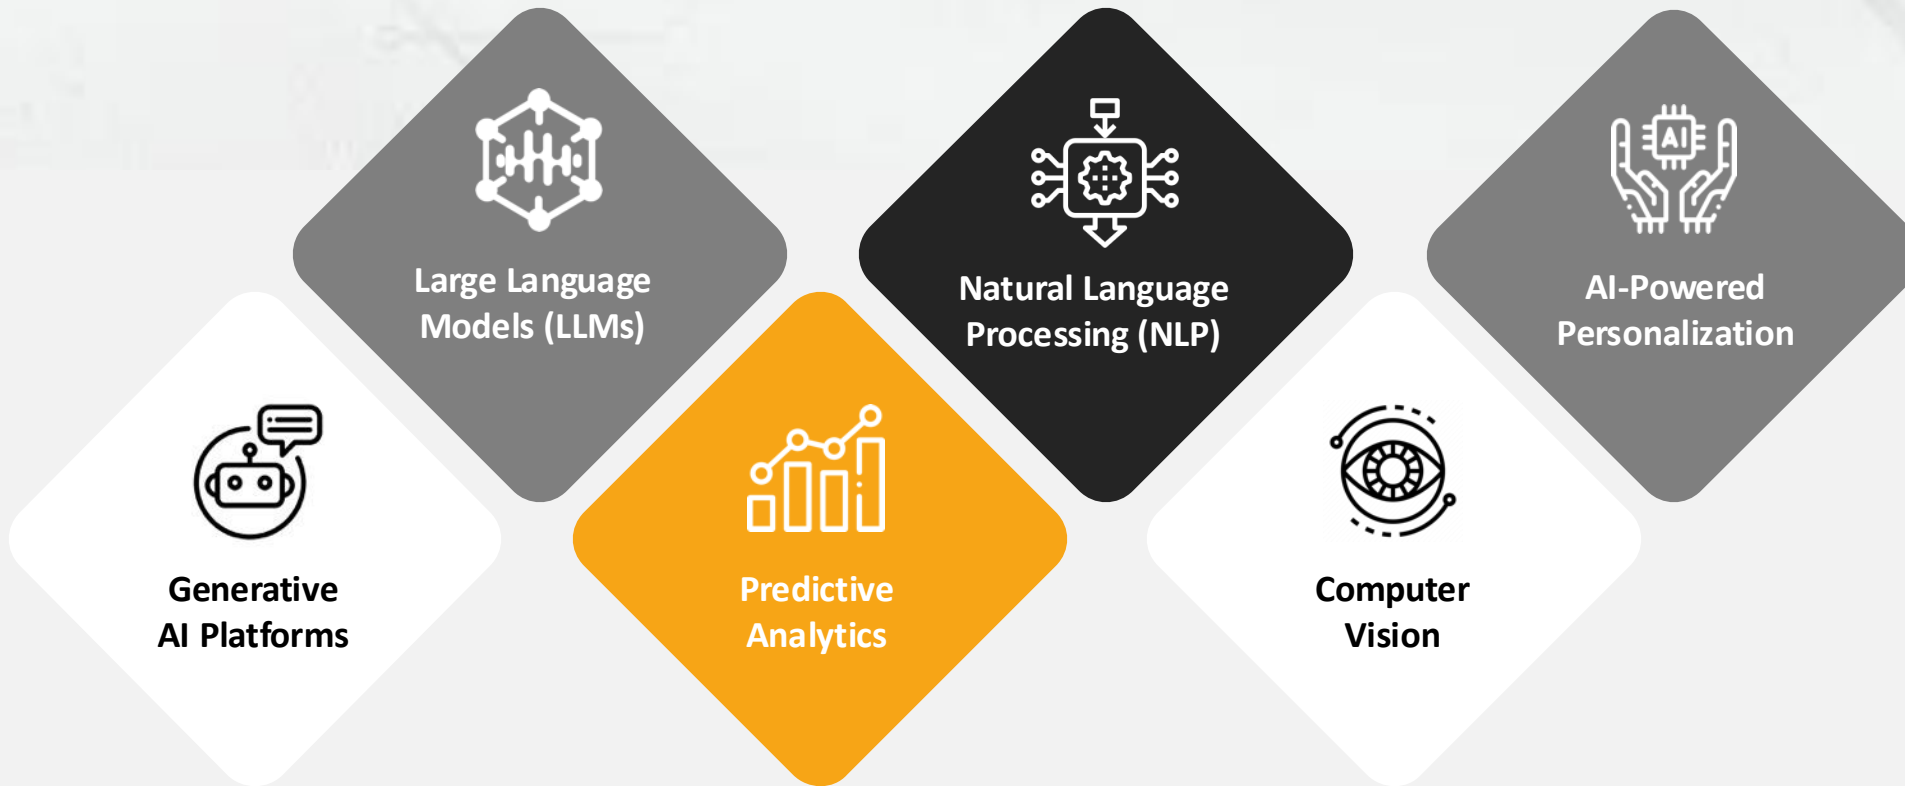 Large Language
Models (LLMs)
Natural Language
Processing (NLP)
AI
AI-Powered
Personalization
Generative
AI Platforms
Predictive
Analytics
Computer
Vision